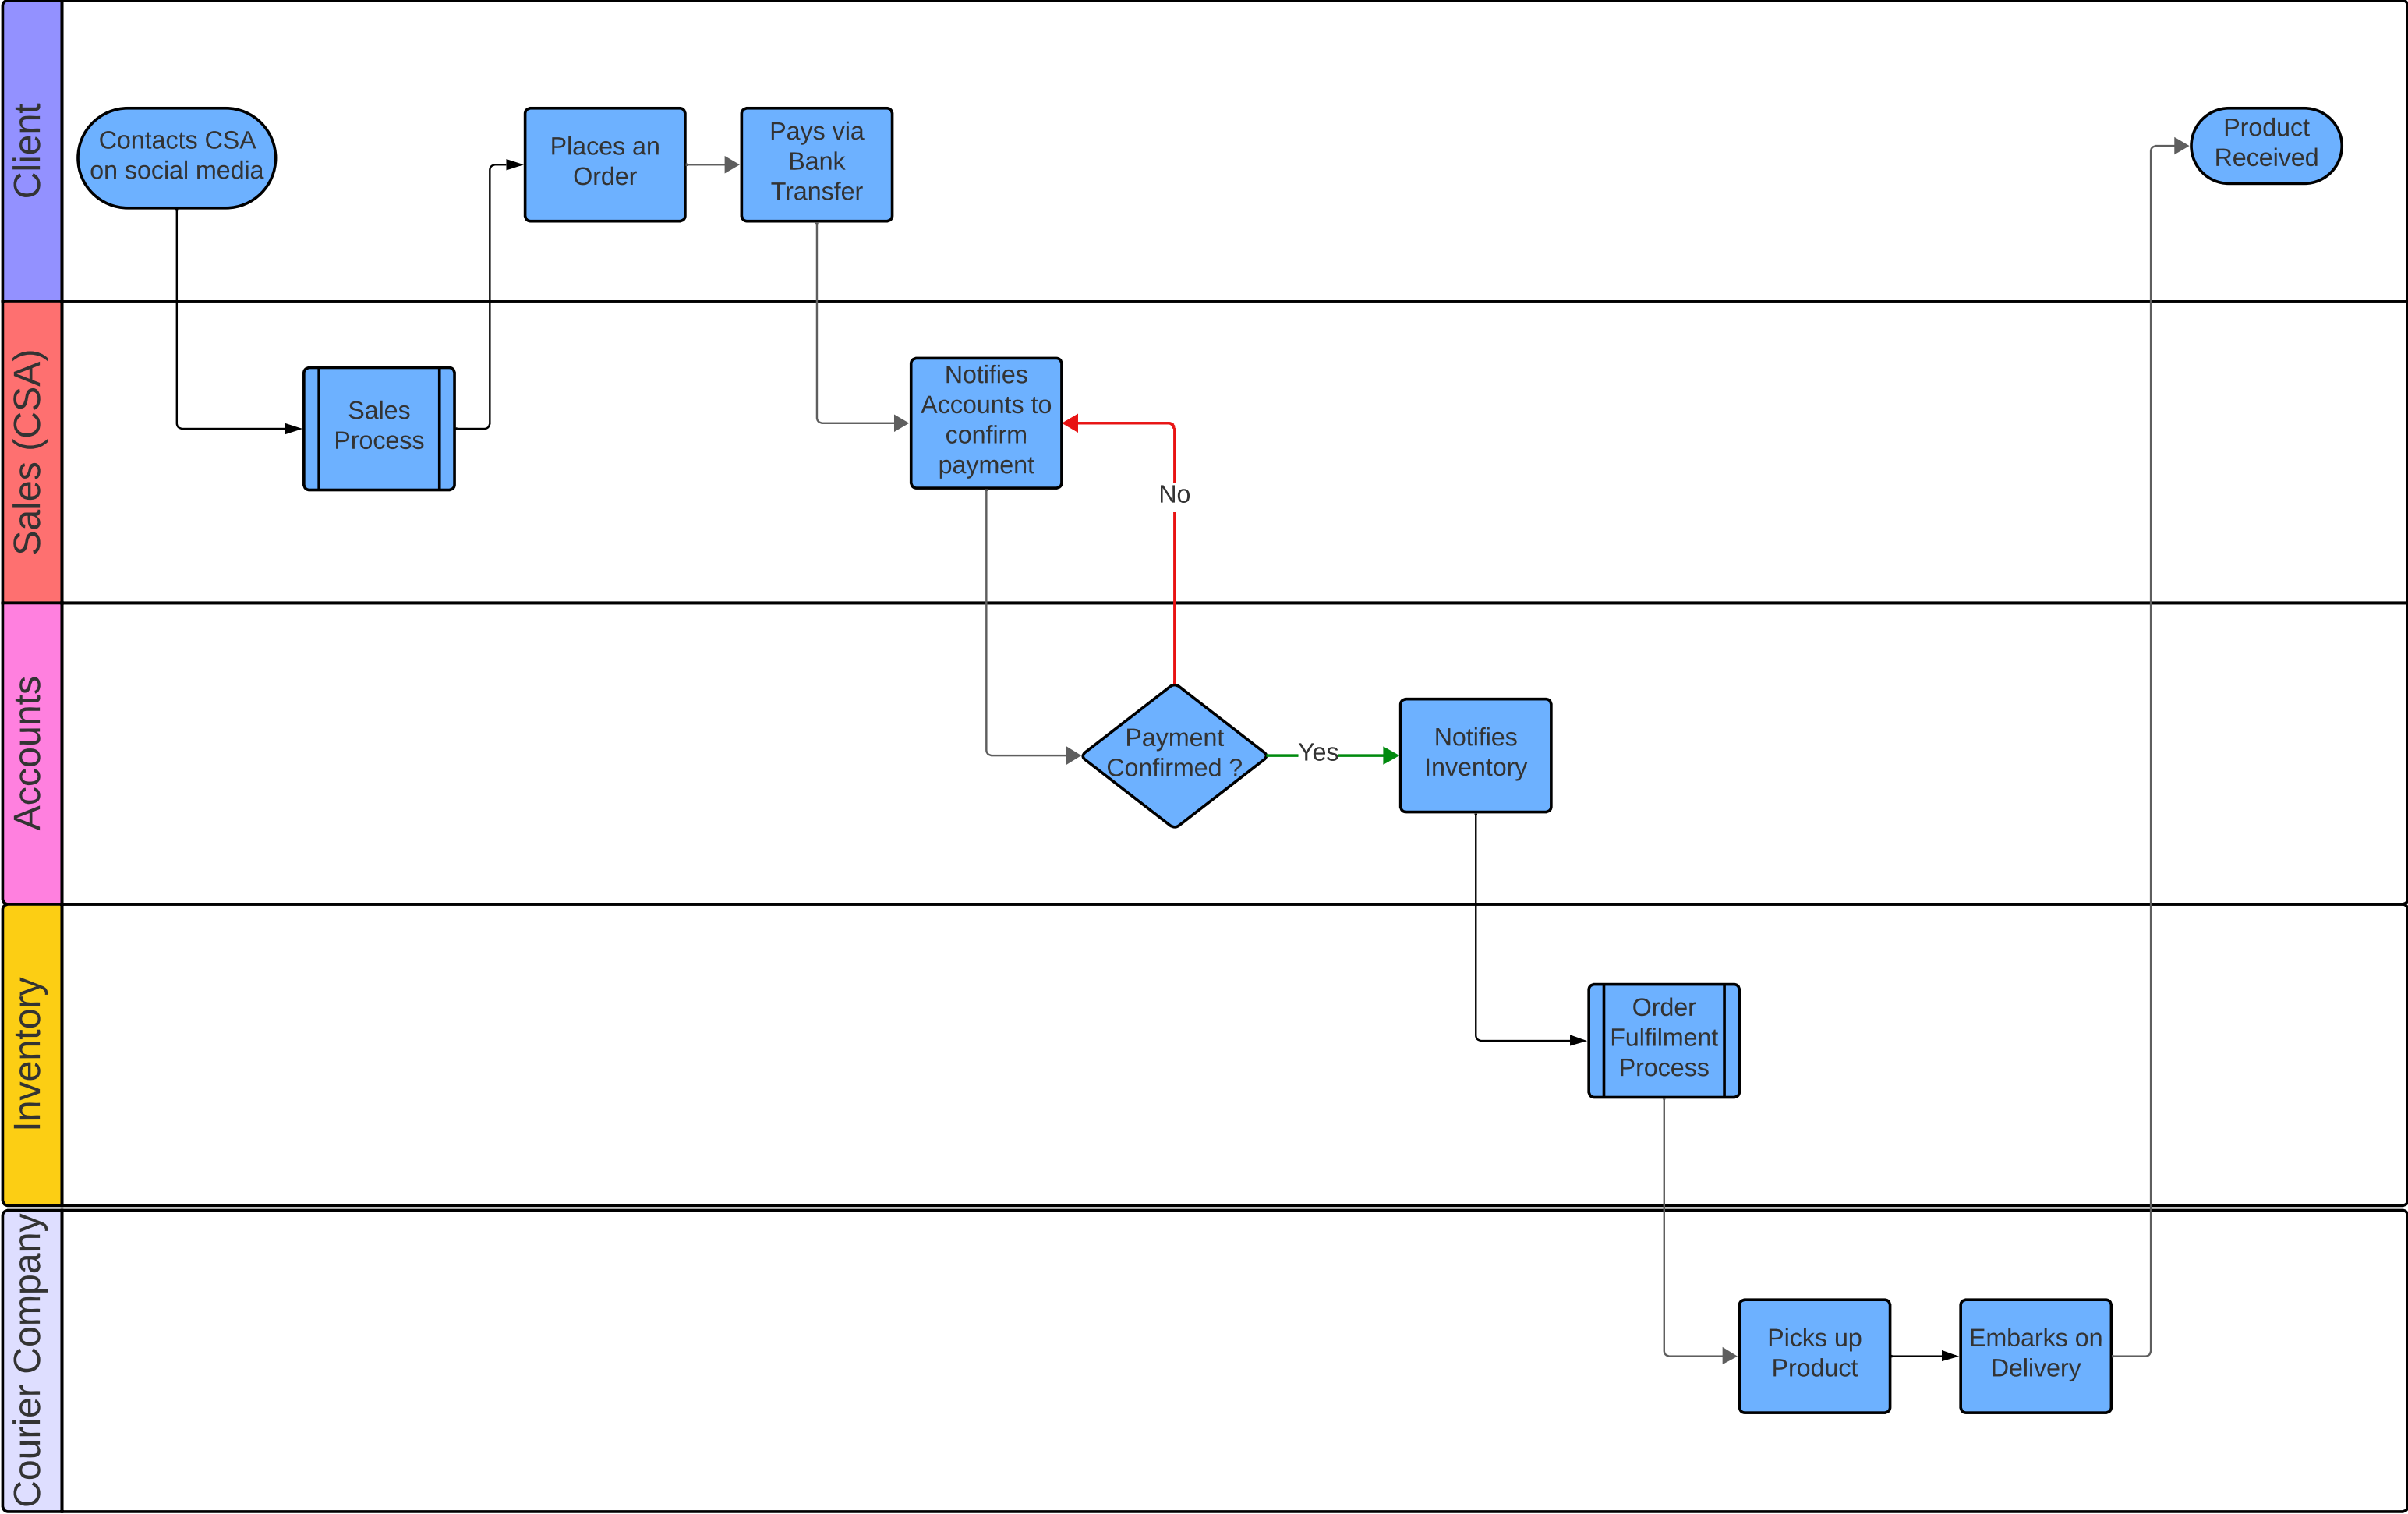 Client
Contacts CSA
on social media
Places an
Order
Pays via
Bank
Transfer
Product
Received
Sales (CSA)
Sales
Process
Notifies
Accounts to
confirm
payment
No
Accounts
Payment
Confirmed ?
Yes
Notifies
Inventory
Inventory
Order
Fulfilment
Process
Courier Company
Picks up
Product
Embarks on
Delivery